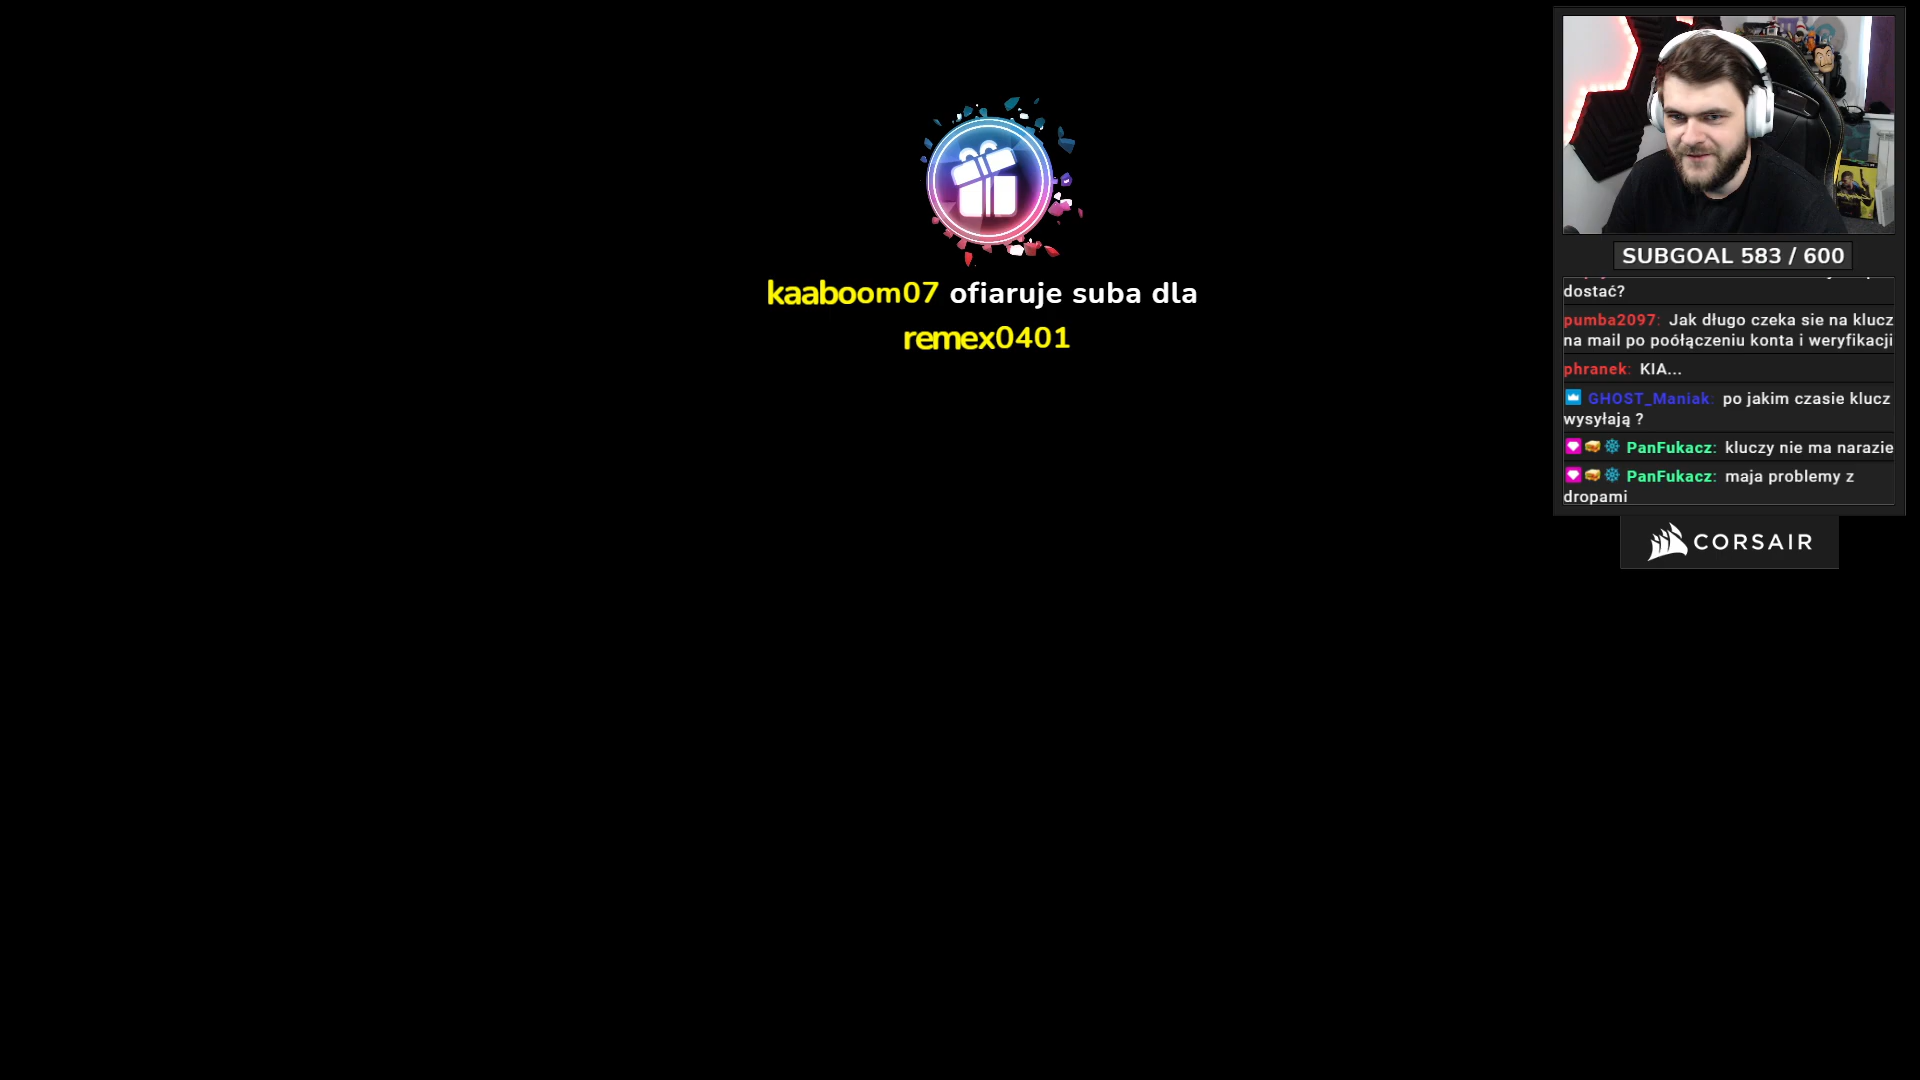 kaaboom07 ofiaruje suba dla
remex0401
SUBGOAL 583 / 600
dostać?
pumba2097: Jak długo czeka sie na klucz
na mail po poółączeniu konta i weryfikacji
phranek: KIA...
GHOST_Maniak: po jakim czasie klucz
wysyłają ?
PanFukacz: kluczy nie ma narazie
PanFukacz: maja problemy z
dropami
CORSAIR